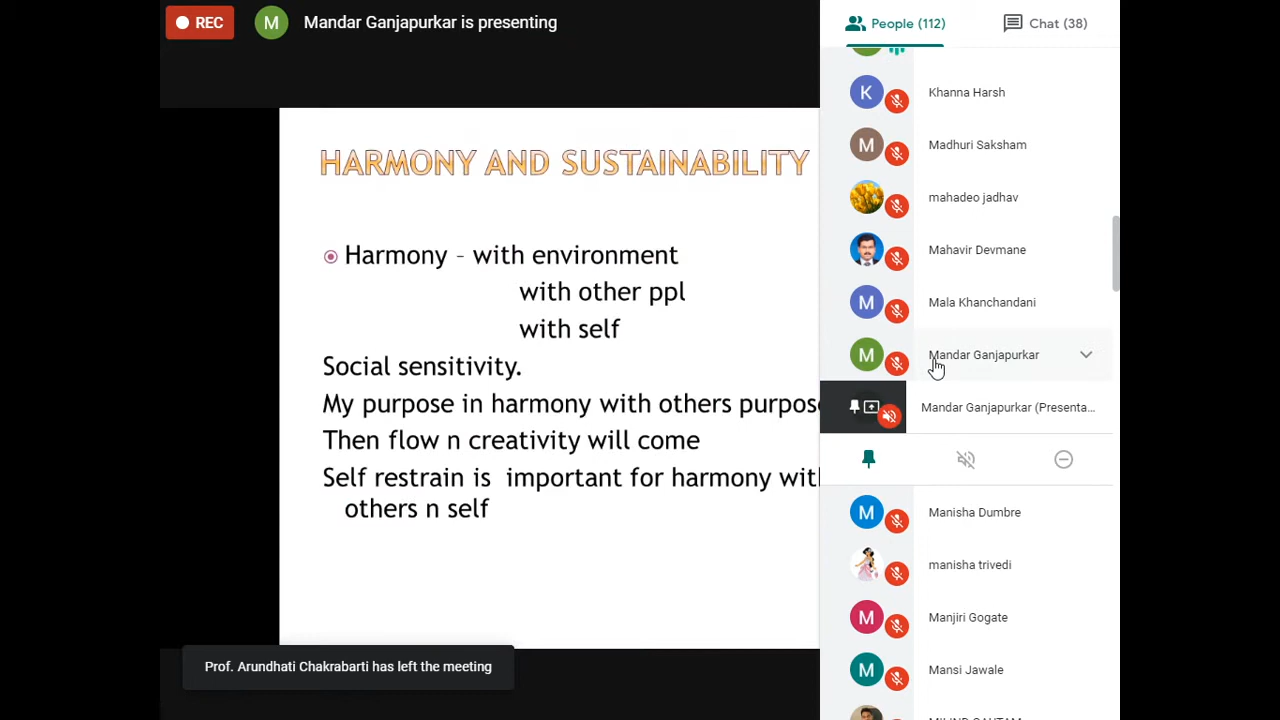 REC
M
Mandar Ganjapurkar is presenting
HARMONY AND SUSTAINABILITY
Harmony – with environment
with other ppl
with self
Social sensitivity.
My purpose in harmony with others purpose
Then flow n creativity will come
Self restrain is important for harmony with
others n self
Prof. Arundhati Chakrabarti has left the meeting
People (112)
Chat (38)
K
Khanna Harsh
M
Madhuri Saksham
mahadeo jadhav
Mahavir Devmane
M
Mala Khanchandani
M
Mandar Ganjapurkar
Mandar Ganjapurkar (Presenta...
M
Manisha Dumbre
manisha trivedi
M
Manjiri Gogate
M
Mansi Jawale